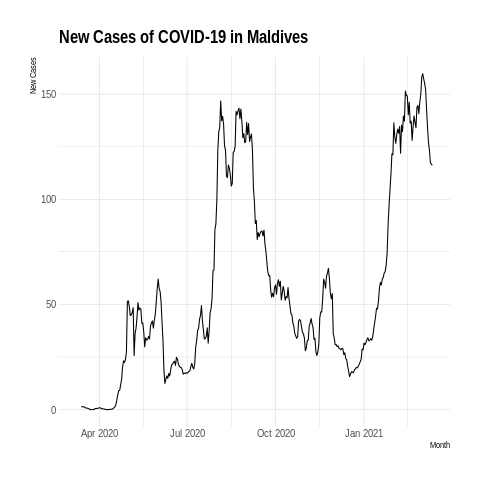 New Cases of COVID-19 in Maldives
New Cases
150
100
50
0
Apr 2020
Jul 2020
Oct 2020
Jan 2021
Month